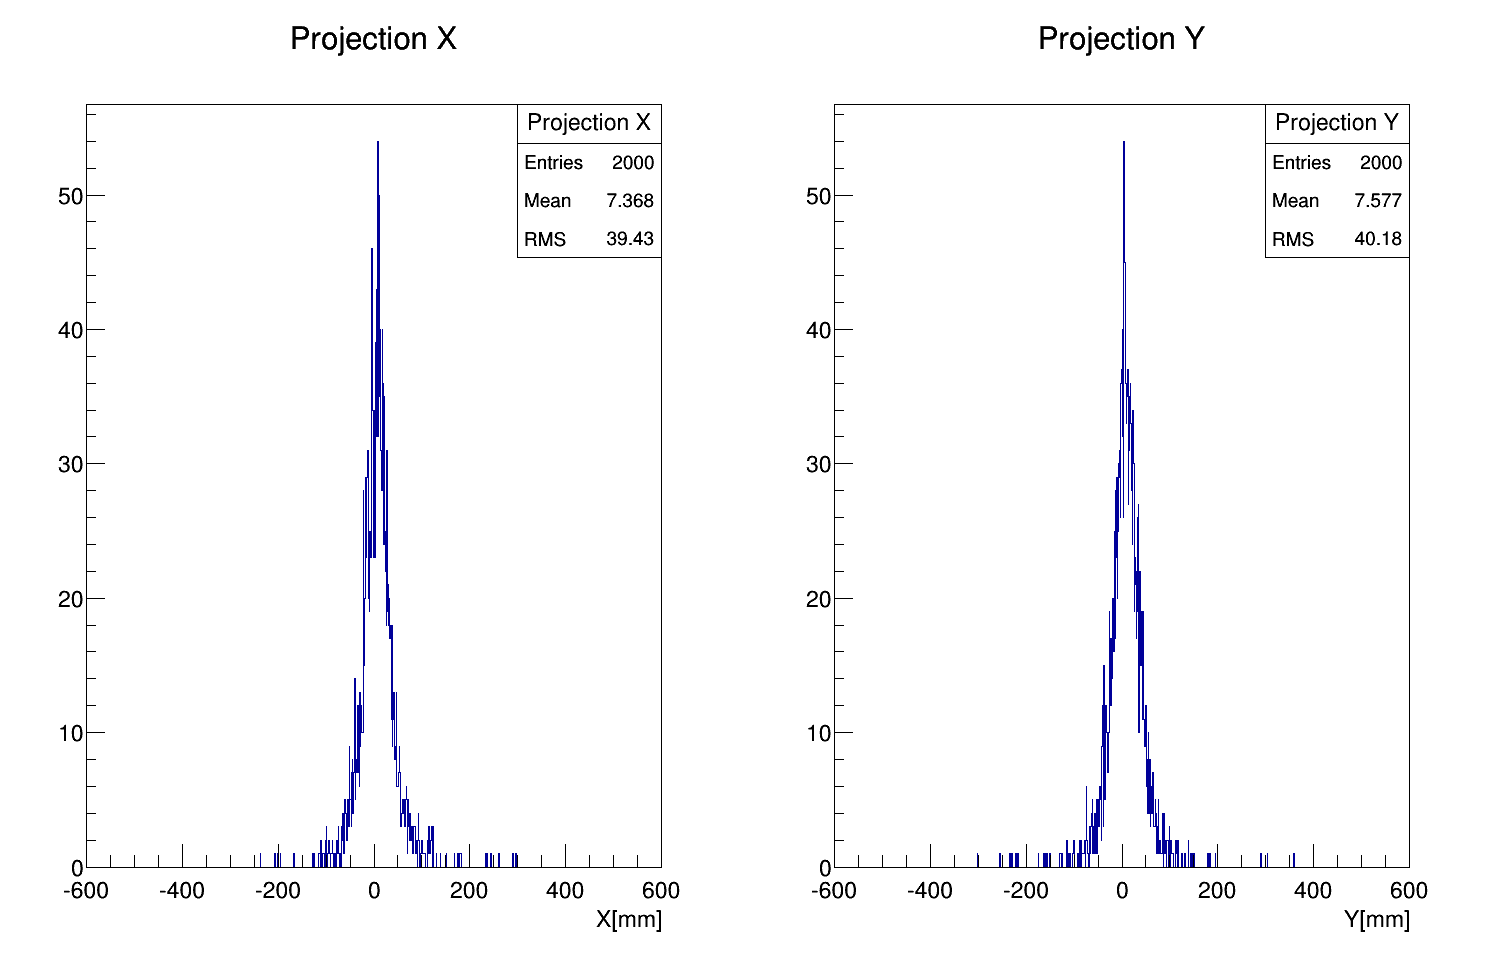 Projection X
Projection X
Entries 2000
Mean 7.368
RMS 39.43
50
40
30
20
10
0
-600 -400 -200 0 200 400 600
X[mm]
Projection Y
Projection Y
Entries 2000
Mean 7.577
RMS 40.18
50
40
30
20
10
0
-600 -400 -200 0 200 400 600
Y[mm]